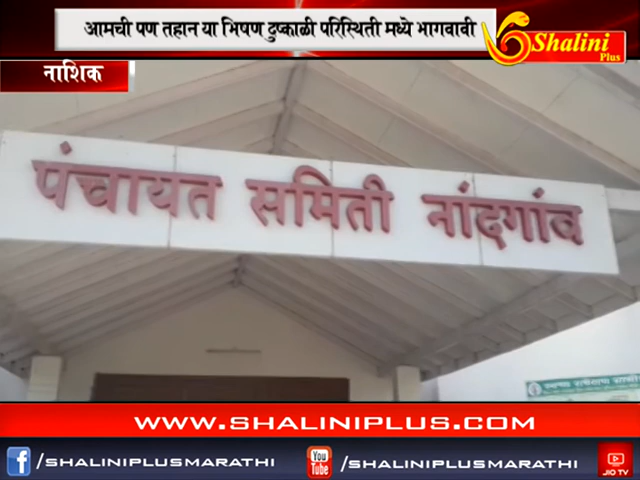 आमची पण तहान या भिषण दुष्काळी परिस्थिती मध्ये भागवावी
Shalini
Plus
नाशिक
पंचायत समिती नांदगांव
WWW.SHALINIPLUS.COM
/SHALINIPLUSMARATHI
You Tube
/SHALINIPLUSMARATHI
JIO TV